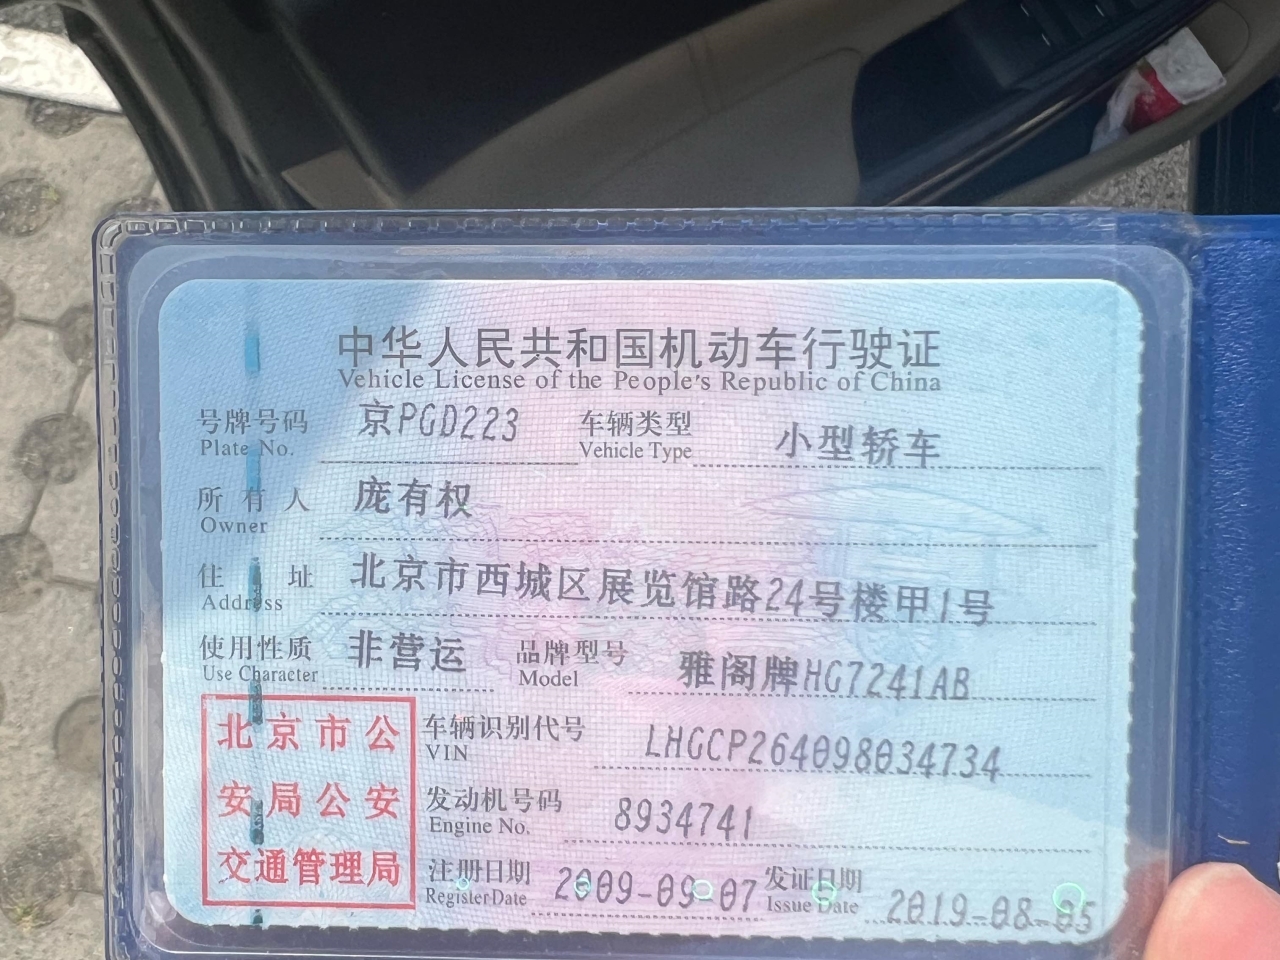 中华人民共和国机动车行驶证
Vehicle License of the People's Republic of China
号牌号码 京PGD223 车辆类型 小型轿车
Plate No. Vehicle Type
所有人 庞有权
Owner
住址 北京市西城区展览馆路24号楼甲1号
Address
使用性质 非营运 品牌型号 雅阁牌HG7241AB
Use Character Model
北京市公
安局公安
交通管理局
车辆识别代号 LHGCP264098034734
VIN
发动机号码 8934741
Engine No.
注册日期 2009-09-07 发证日期 2019-08-05
Register Date Issue Date